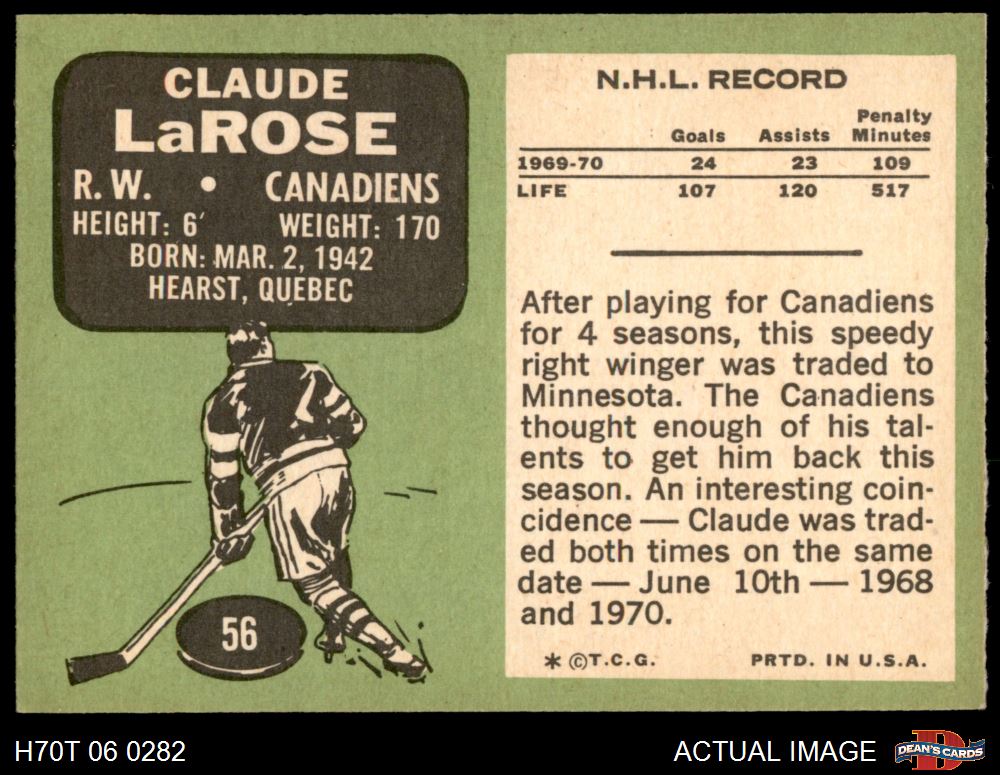 CLAUDE
LaROSE
R. W. • CANADIENS
HEIGHT: 6′ WEIGHT: 170
BORN: MAR. 2, 1942
HEARST, QUEBEC
56
N.H.L. RECORD
Goals Assists Penalty Minutes
1969-70 24 23 109
LIFE 107 120 517
After playing for Canadiens
for 4 seasons, this speedy
right winger was traded to
Minnesota. The Canadiens
thought enough of his tal-
ents to get him back this
season. An interesting coin-
cidence — Claude was trad-
ed both times on the same
date — June 10th — 1968
and 1970.
* ©T.C.G. PRTD. IN U.S.A.
H70T 06 0282
ACTUAL IMAGE
DEAN'S CARDS